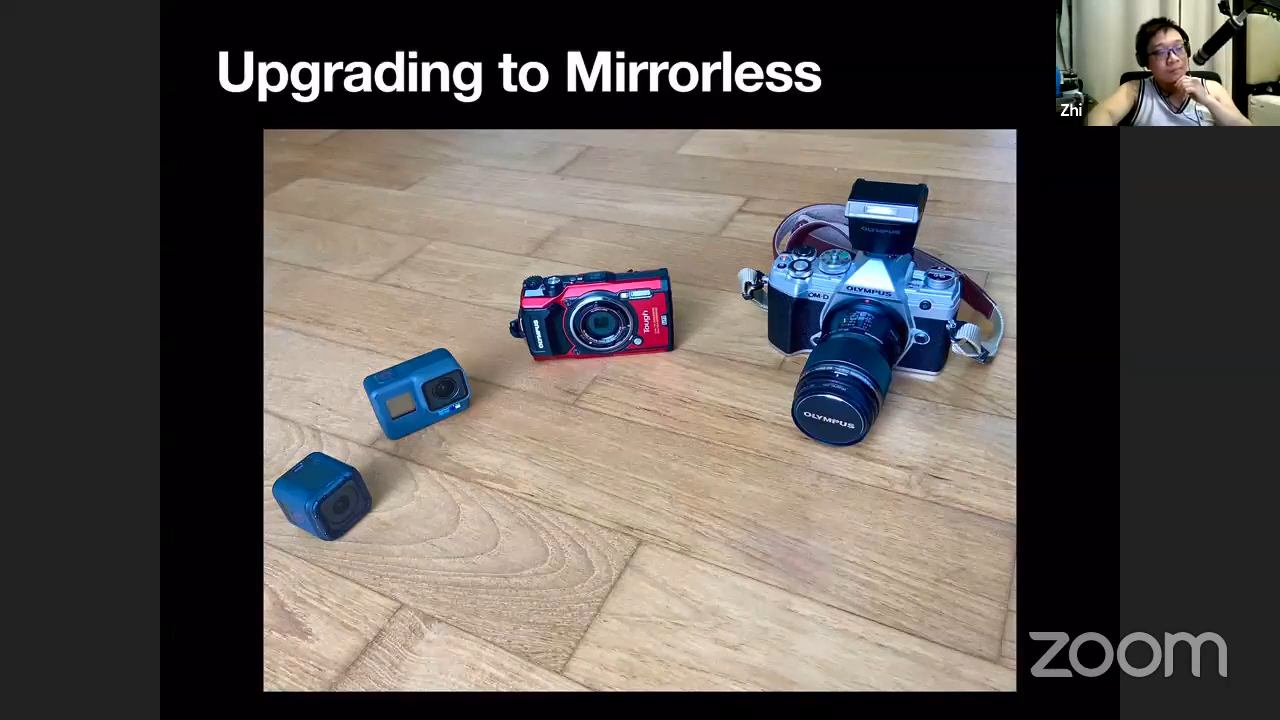 Upgrading to Mirrorless
Zhi
OLYMPUS
OLYMPUS
OM-D
OLYMPUS
Tough
OLYMPUS
zoom